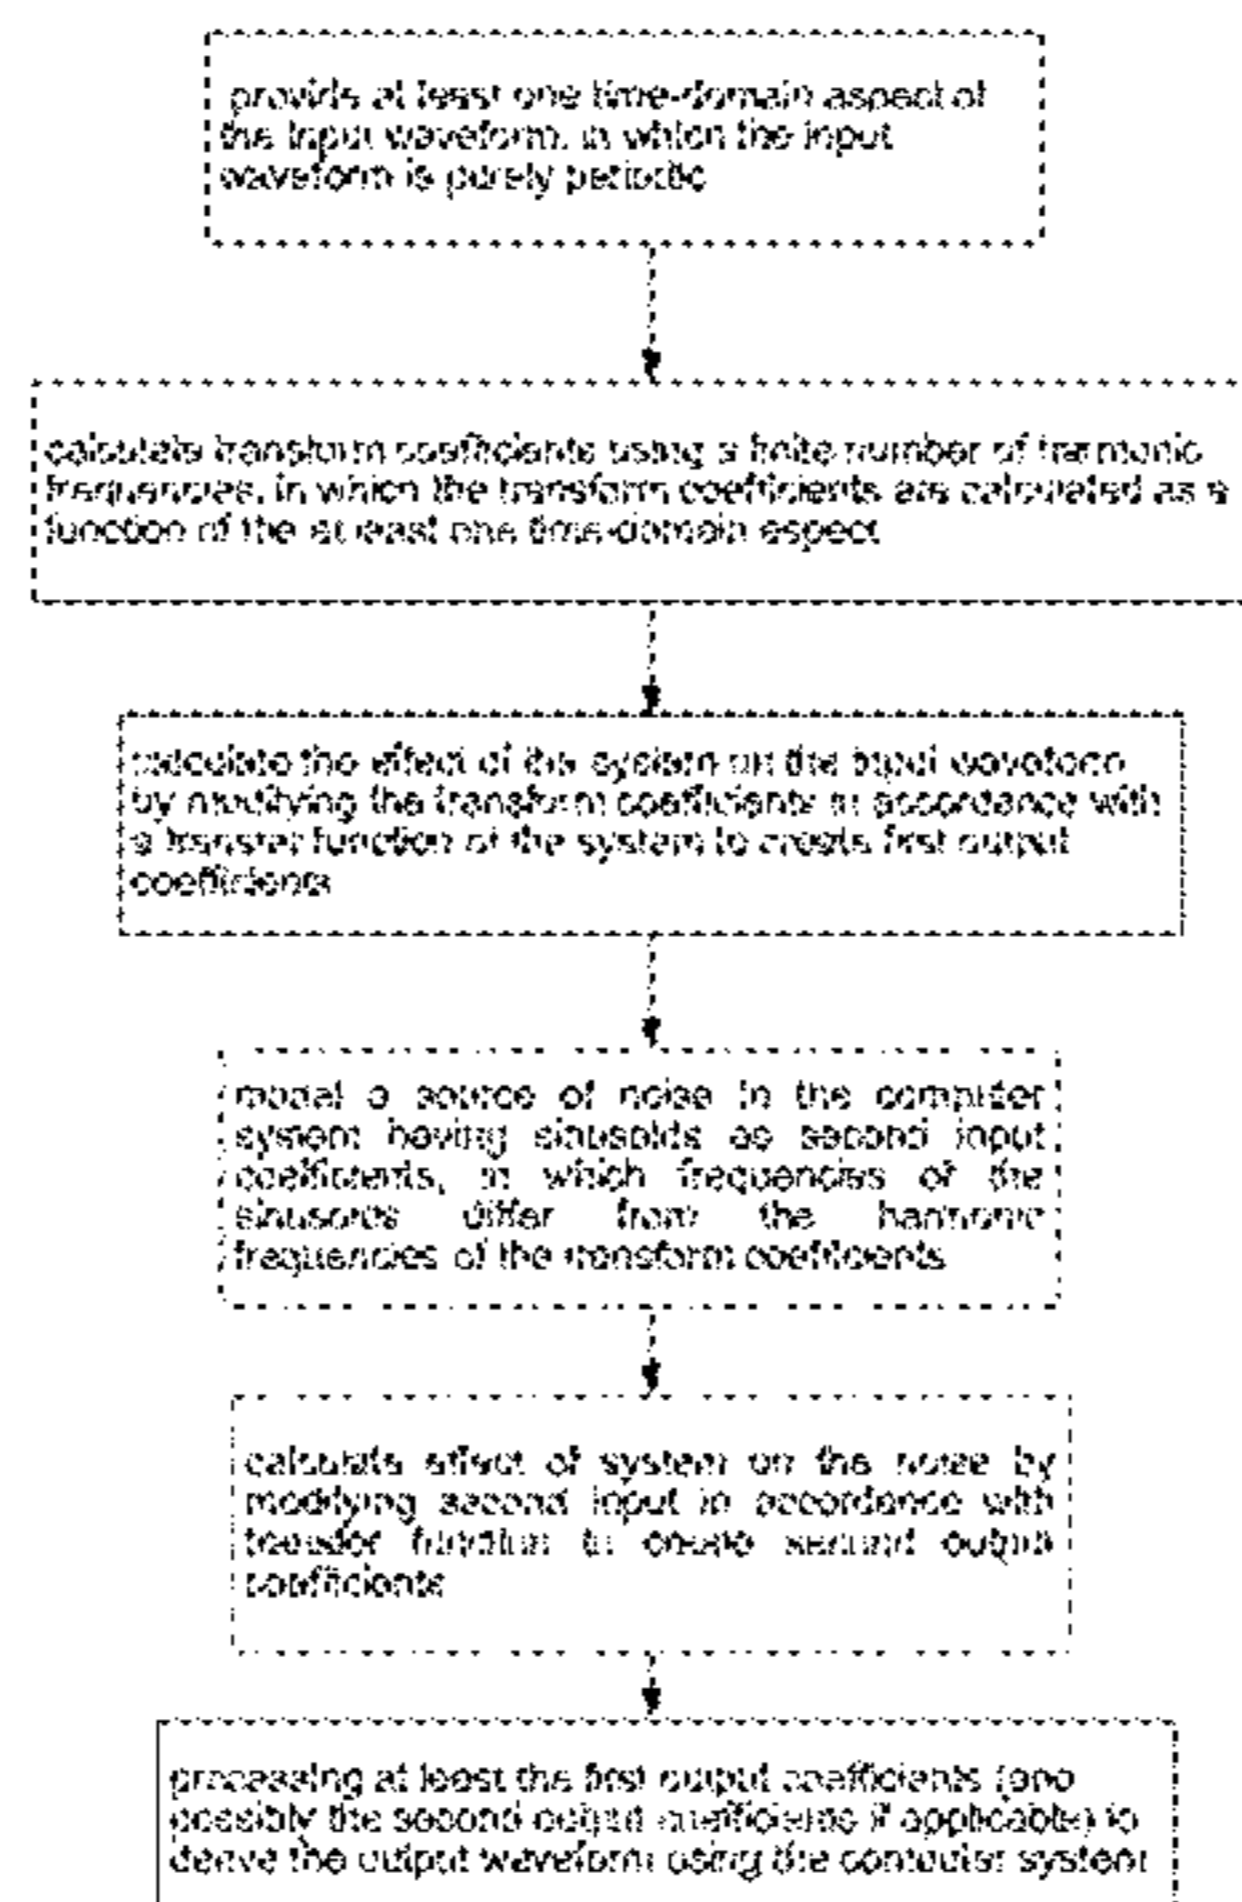 provide at least one time-domain aspect of
the input waveform, in which the input
waveform is purely periodic
calculate transform coefficients using a finite number of harmonic
frequencies, in which the transform coefficients are calculated as a
function of the at least one time-domain aspect
calculate the effect of the system on the input waveform
by modifying the transform coefficients in accordance with
a transfer function of the system to create first output
coefficients
model a source of noise in the computer
system having sinusoids as second input
coefficients, in which frequencies of the
sinusoids differ from the harmonic
frequencies of the transform coefficients
calculate effect of system on the noise by
modifying second input in accordance with
transfer function to create second output
coefficients
processing at least the first output coefficients (and
possibly the second output coefficients if applicable) to
derive the output waveform using the computer system